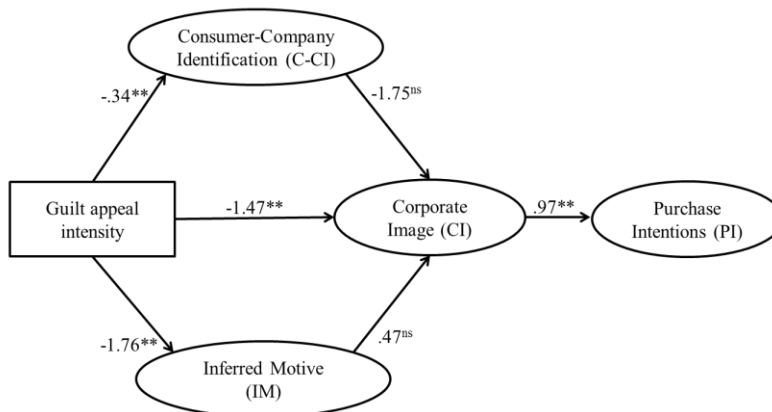 Consumer-Company
Identification (C-CI)
-.34**
-1.75ns
Guilt appeal
intensity
-1.47**
Corporate
Image (CI)
.97**
Purchase
Intentions (PI)
-1.76**
.47ns
Inferred Motive
(IM)